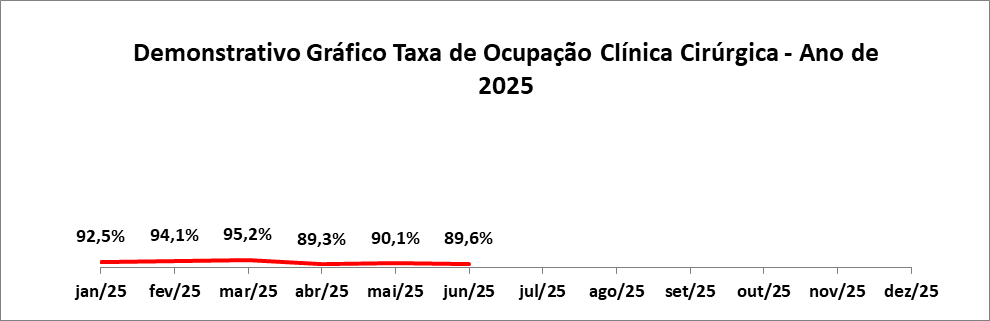 Demonstrativo Gráfico Taxa de Ocupação Clínica Cirúrgica - Ano de
2025
92,5% 94,1% 95,2% 89,3% 90,1% 89,6%
jan/25 fev/25 mar/25 abr/25 mai/25 jun/25 jul/25 ago/25 set/25 out/25 nov/25 dez/25